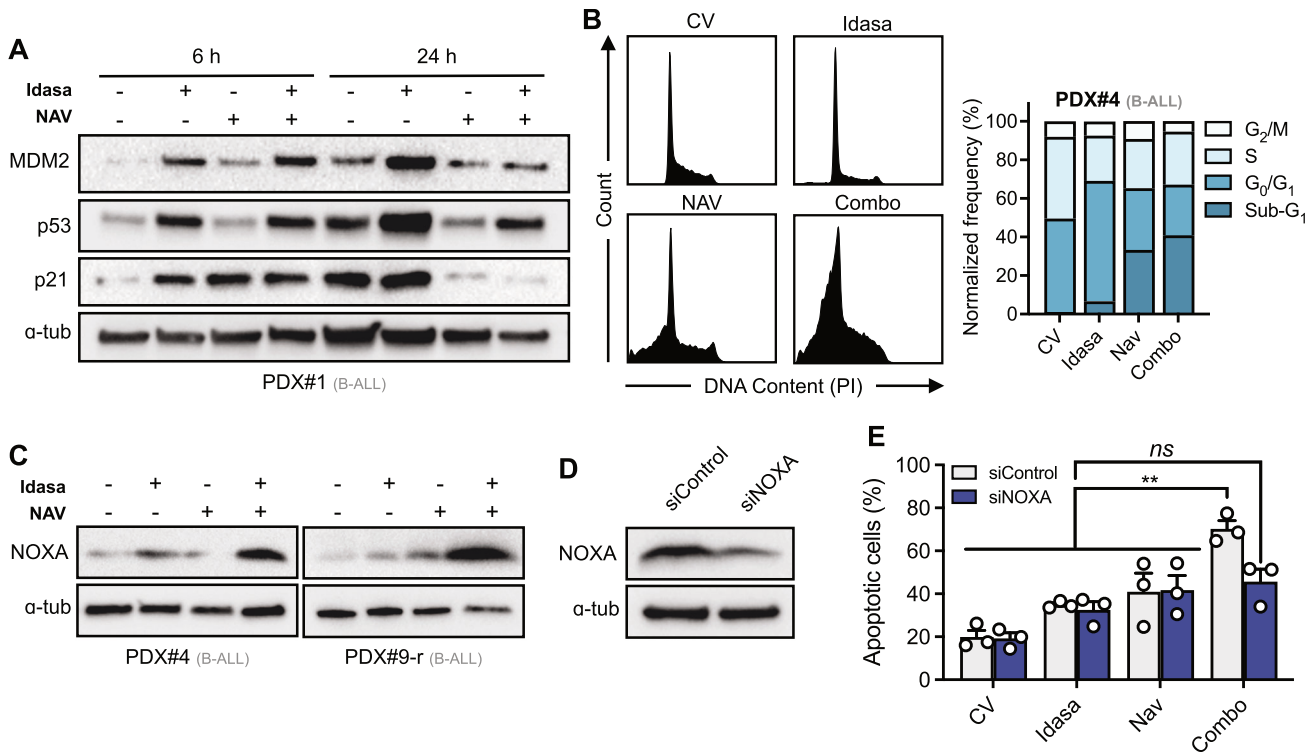 A
6 h
24 h
Idasa - + - + - + - +
NAV - - + + - - + +
MDM2
p53
p21
α-tub
PDX#1 (B-ALL)
B
CV
Idasa
NAV
Combo
Count
DNA Content (PI)
PDX#4 (B-ALL)
Normalized frequency (%)
100
80
60
40
20
0
CV
Idasa
Nav
Combo
G2/M
S
G0/G1
Sub-G1
C
Idasa - + - + - + - +
NAV - - + + - - + +
NOXA
α-tub
PDX#4 (B-ALL)
PDX#9-r (B-ALL)
D
siControl
siNOXA
NOXA
α-tub
E
Apoptotic cells (%)
100
80
60
40
20
0
siControl
siNOXA
ns
**
CV
Idasa
Nav
Combo